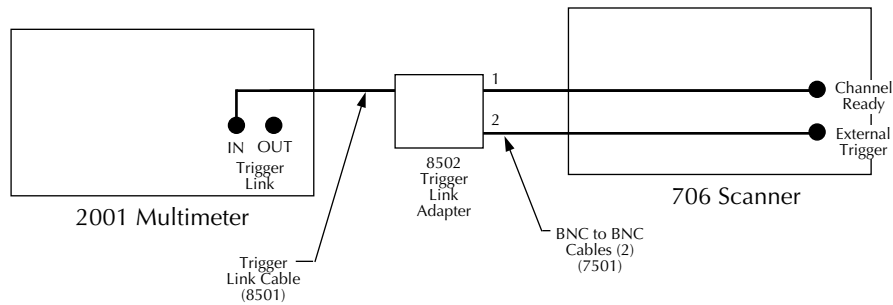 1
Channel
Ready
2
External
Trigger
IN
OUT
Trigger
Link
8502
Trigger
Link
Adapter
2001 Multimeter
706 Scanner
Trigger
Link Cable
(8501)
BNC to BNC
Cables (2)
(7501)